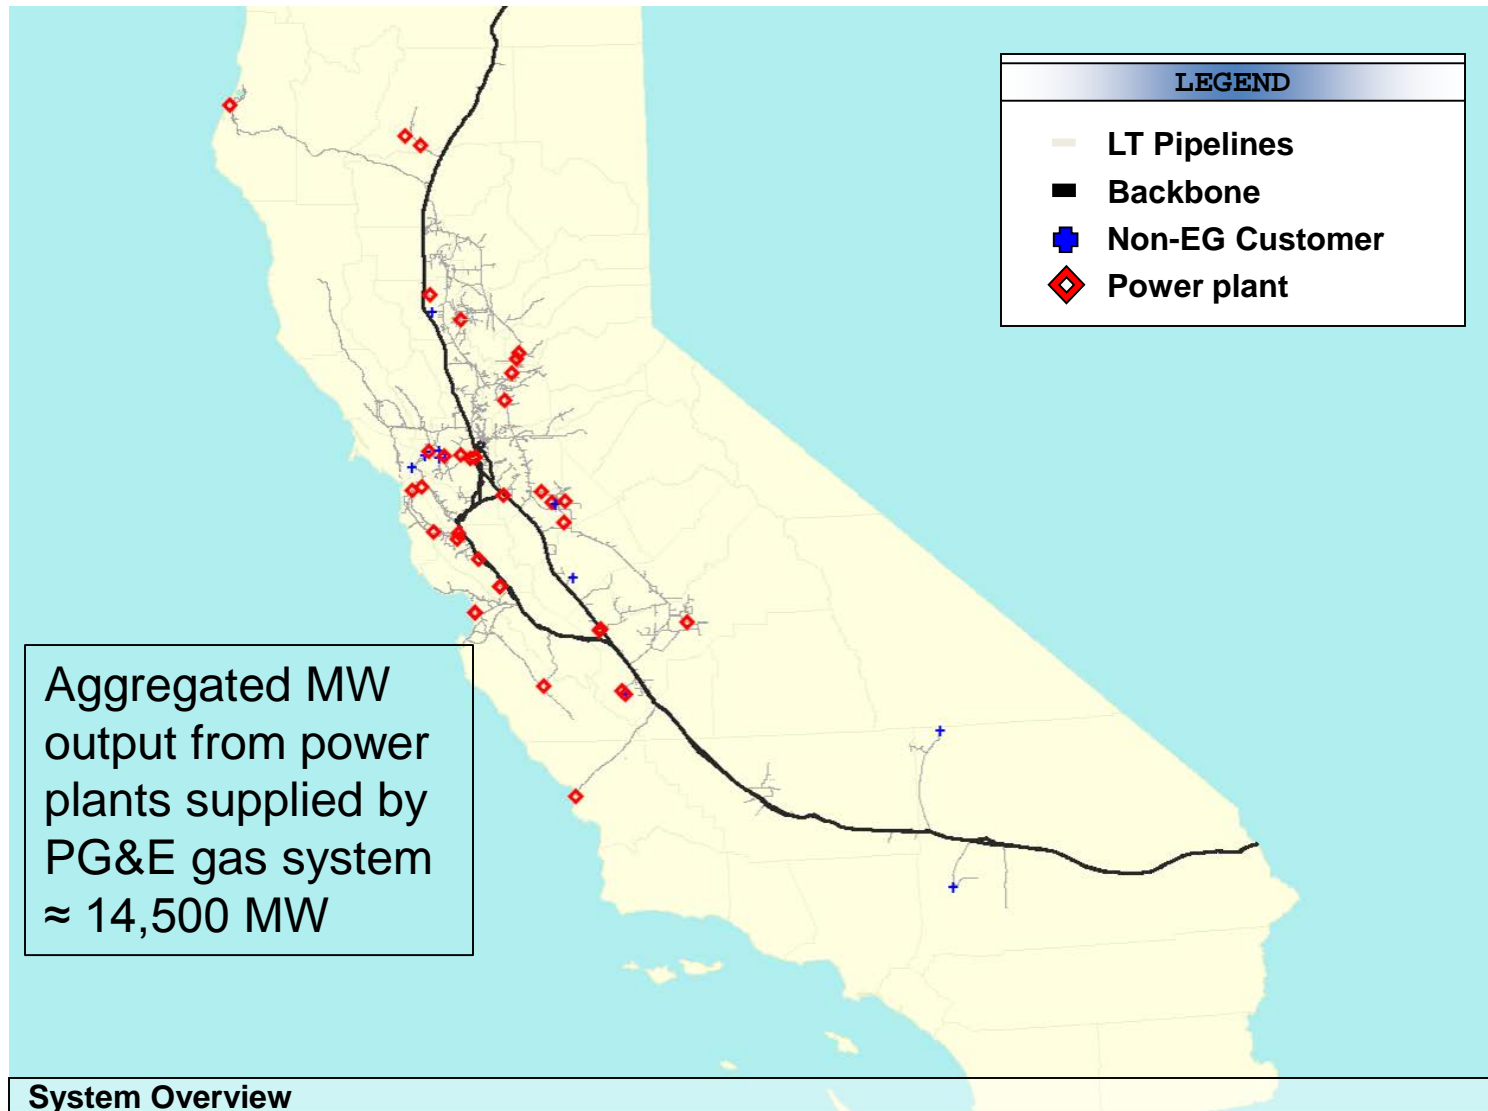 LEGEND
LT Pipelines
Backbone
Non-EG Customer
Power plant
Aggregated MW
output from power
plants supplied by
PG&E gas system
≈ 14,500 MW
System Overview